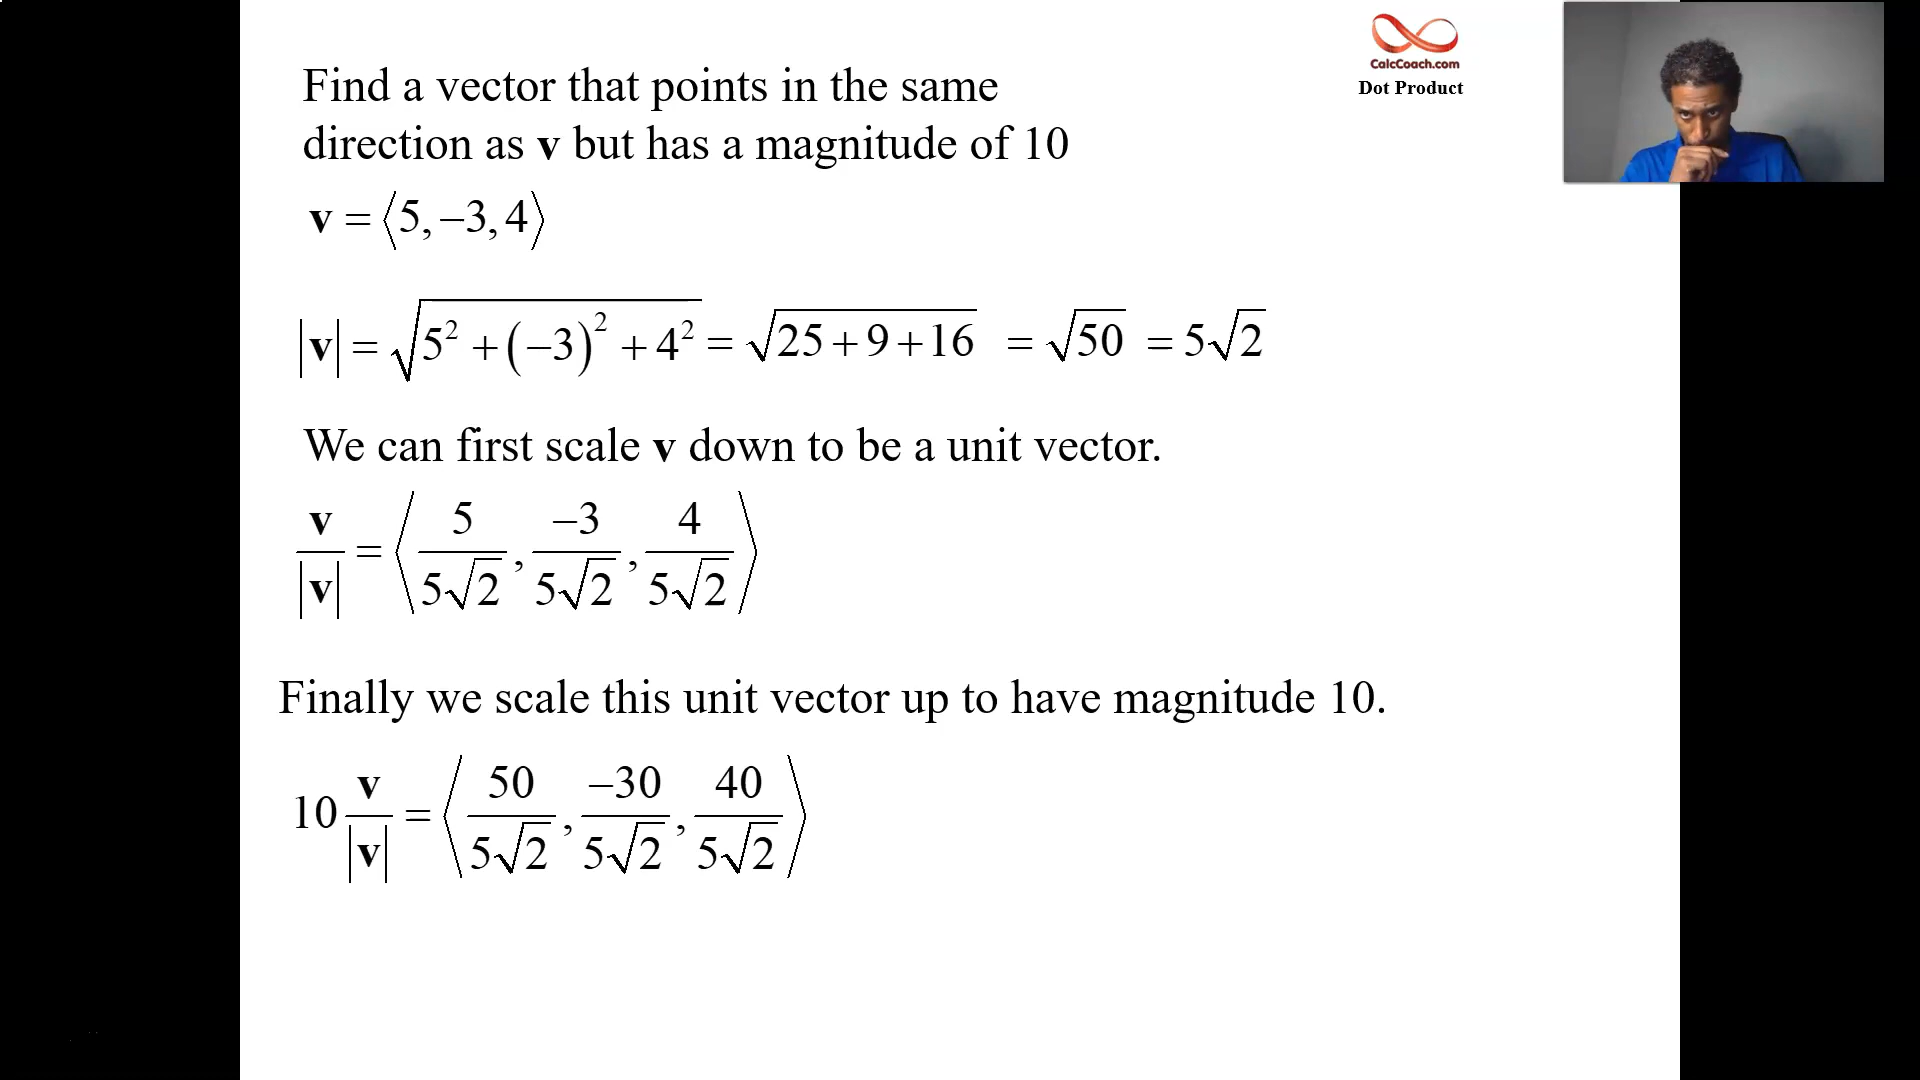 CalcCoach.com
Dot Product
Find a vector that points in the same
direction as v but has a magnitude of 10
v = ⟨5, −3, 4⟩
|v| = √(5² + (−3)² + 4²) = √(25 + 9 + 16) = √50 = 5√2
We can first scale v down to be a unit vector.
v/|v| = ⟨5/(5√2), −3/(5√2), 4/(5√2)⟩
Finally we scale this unit vector up to have magnitude 10.
10 v/|v| = ⟨50/(5√2), −30/(5√2), 40/(5√2)⟩